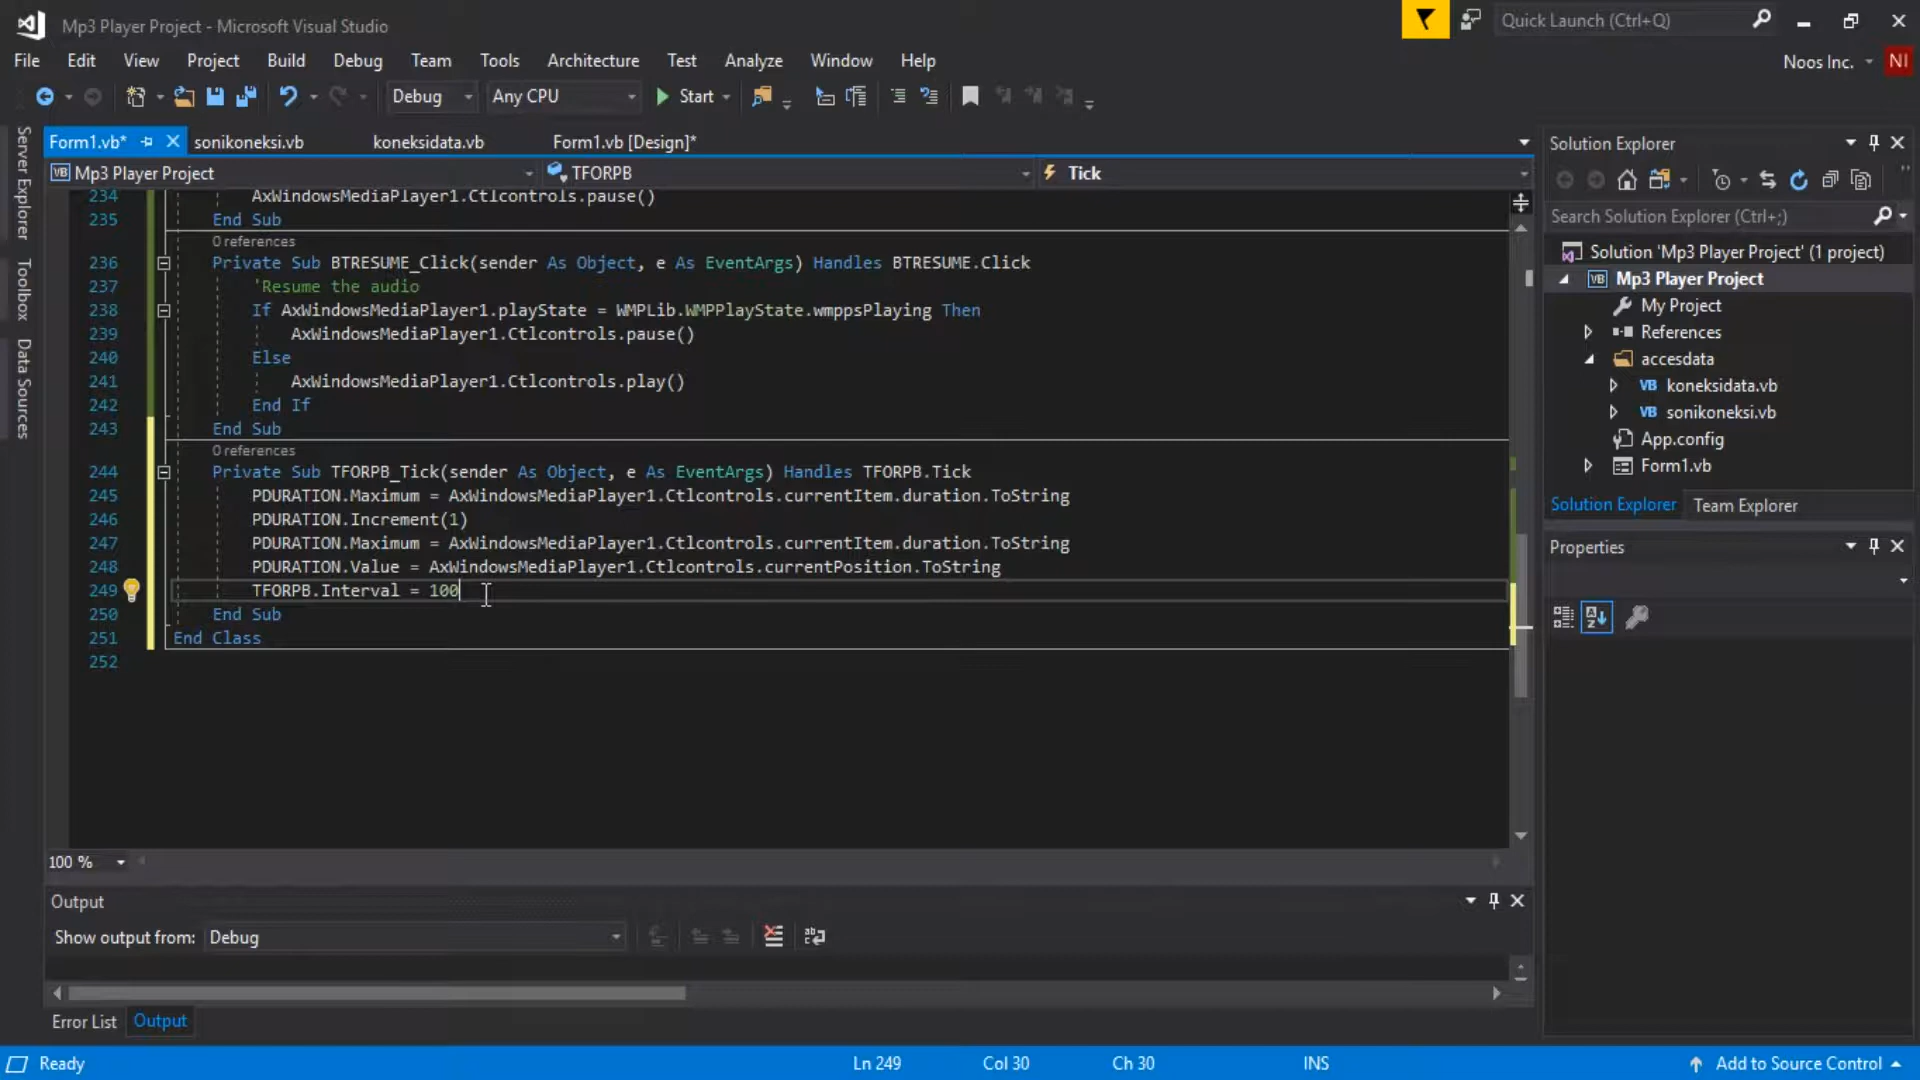 Mp3 Player Project - Microsoft Visual Studio
Quick Launch (Ctrl+Q)
File Edit View Project Build Debug Team Tools Test Architecture Analyze Window Help
Noos Inc. NI
Debug Any CPU Start
Form1.vb* sonikoneksi.vb koneksidata.vb Form1.vb [Design]*
Mp3 Player Project TFORPB Tick
Server Explorer
Toolbox
Data Sources
234 AxWindowsMediaPlayer1.Ctlcontrols.pause()
235 End Sub
0 references
236 Private Sub BTRESUME_Click(sender As Object, e As EventArgs) Handles BTRESUME.Click
237 'Resume the audio
238 If AxWindowsMediaPlayer1.playState = WMPLib.WMPPlayState.wmppsPlaying Then
239 AxWindowsMediaPlayer1.Ctlcontrols.pause()
240 Else
241 AxWindowsMediaPlayer1.Ctlcontrols.play()
242 End If
243 End Sub
0 references
244 Private Sub TFORPB_Tick(sender As Object, e As EventArgs) Handles TFORPB.Tick
245 PDURATION.Maximum = AxWindowsMediaPlayer1.Ctlcontrols.currentItem.duration.ToString
246 PDURATION.Increment(1)
247 PDURATION.Maximum = AxWindowsMediaPlayer1.Ctlcontrols.currentItem.duration.ToString
248 PDURATION.Value = AxWindowsMediaPlayer1.Ctlcontrols.currentPosition.ToString
249 TFORPB.Interval = 100
250 End Sub
251 End Class
252
100 %
Output
Show output from: Debug
Error List Output
Solution Explorer
Search Solution Explorer (Ctrl+;)
Solution 'Mp3 Player Project' (1 project)
VB Mp3 Player Project
My Project
References
accesdata
VB koneksidata.vb
VB sonikoneksi.vb
App.config
Form1.vb
Solution Explorer Team Explorer
Properties
Ready Ln 249 Col 30 Ch 30 INS Add to Source Control